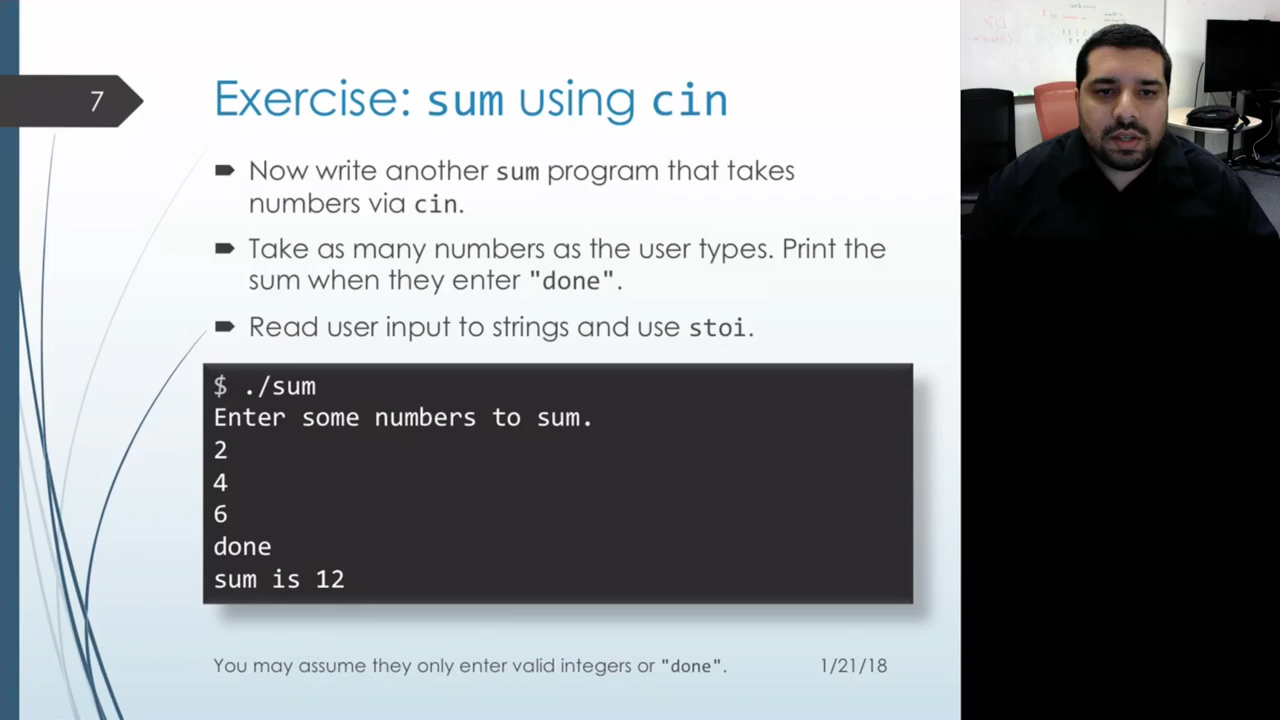 7
Exercise: sum using cin
Now write another sum program that takes
numbers via cin.
Take as many numbers as the user types. Print the
sum when they enter "done".
Read user input to strings and use stoi.
$ ./sum
Enter some numbers to sum.
2
4
6
done
sum is 12
You may assume they only enter valid integers or "done".
1/21/18